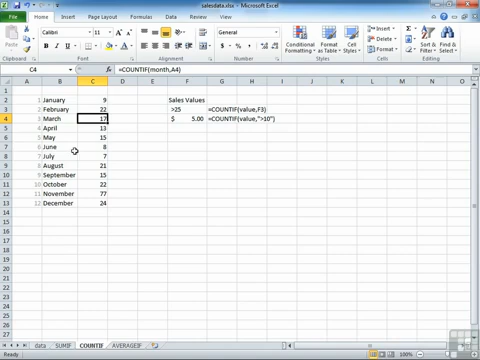 salesdata.xlsx - Microsoft Excel
File Home Insert Page Layout Formulas Data Review View
Calibri 11
Paste
Clipboard Font Alignment Number Styles Cells Editing
Conditional Formatting Format as Table Cell Styles
Insert Delete Format
Sort & Filter Find & Select
C4 fx =COUNTIF(month,A4)
A B C D E F G H I J K L M N O
1
2 1 January 9 Sales Values
3 2 February 22 >25 =COUNTIF(value,F3)
4 3 March 17 $ 5.00 =COUNTIF(value,">10")
5 4 April 13
6 5 May 15
7 6 June 8
8 7 July 7
9 8 August 21
10 9 September 15
11 10 October 22
12 11 November 77
13 12 December 24
14
15
16
17
18
19
20
21
22
23
24
25
26
27
data SUMIF COUNTIF AVERAGEIF
Ready 100%